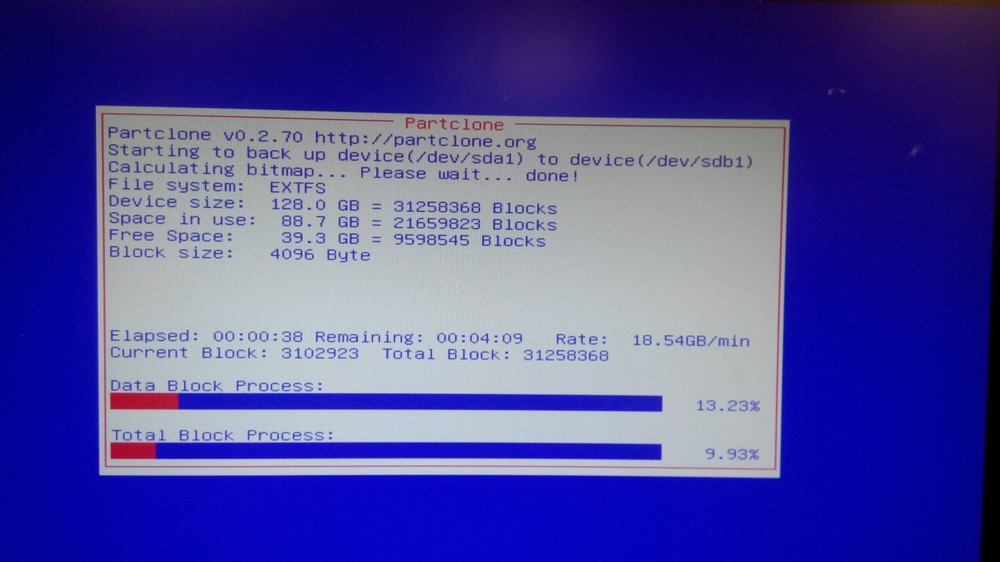 Partclone
Partclone v0.2.70 http://partclone.org
Starting to back up device(/dev/sda1) to device(/dev/sdb1)
Calculating bitmap... Please wait... done!
File system: EXTFS
Device size: 128.0 GB = 31258368 Blocks
Space in use: 88.7 GB = 21659823 Blocks
Free Space: 39.3 GB = 9598545 Blocks
Block size: 4096 Byte
Elapsed: 00:00:38 Remaining: 00:04:09 Rate: 18.54GB/min
Current Block: 3102923 Total Block: 31258368
Data Block Process:
13.23%
Total Block Process:
9.93%